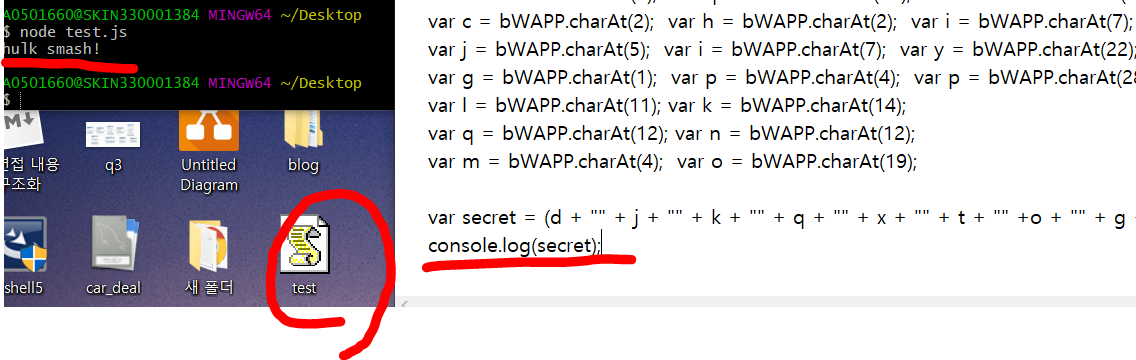 A0501660@SKIN330001384 MINGW64 ~/Desktop
$ node test.js
hulk smash!
A0501660@SKIN330001384 MINGW64 ~/Desktop
$
면접 내용
구조화
q3
Untitled
Diagram
blog
shell5
car_deal
새 폴더
test
var c = bWAPP.charAt(2); var h = bWAPP.charAt(2); var i = bWAPP.charAt(7);
var j = bWAPP.charAt(5); var i = bWAPP.charAt(7); var y = bWAPP.charAt(22);
var g = bWAPP.charAt(1); var p = bWAPP.charAt(4); var p = bWAPP.charAt(28
var l = bWAPP.charAt(11); var k = bWAPP.charAt(14);
var q = bWAPP.charAt(12); var n = bWAPP.charAt(12);
var m = bWAPP.charAt(4); var o = bWAPP.charAt(19);
var secret = (d + "" + j + "" + k + "" + q + "" + x + "" + t + "" +o + "" + g +
console.log(secret);